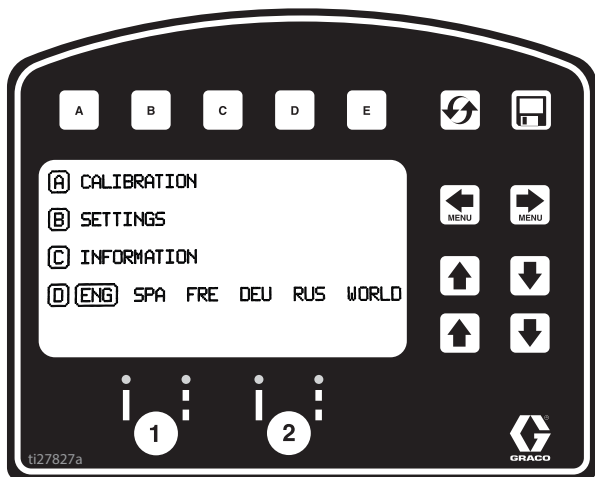 A B C D E
A CALIBRATION
B SETTINGS
C INFORMATION
D ENG SPA FRE DEU RUS WORLD
MENU MENU
1 2
ti27827a
GRACO